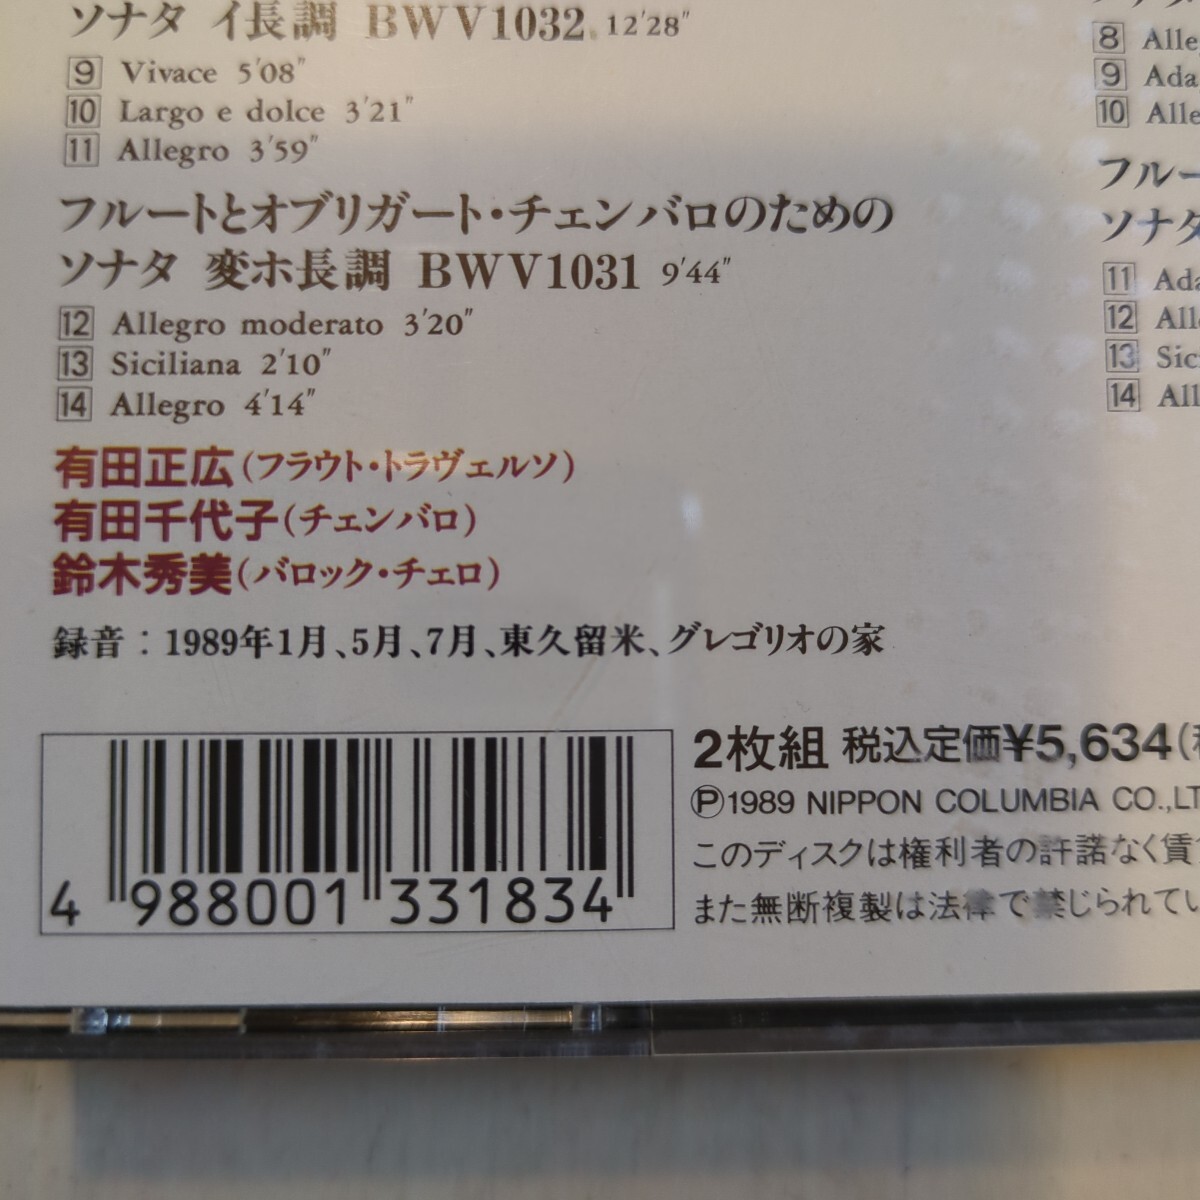 ソナタ イ長調 BWV1032 12'28"
9 Vivace 5'08"
10 Largo e dolce 3'21"
11 Allegro 3'59"
フルートとオブリガート・チェンバロのための
ソナタ 変ホ長調 BWV1031 9'44"
12 Allegro moderato 3'20"
13 Siciliana 2'10"
14 Allegro 4'14"
有田正広(フラウト・トラヴェルソ)
有田千代子(チェンバロ)
鈴木秀美(バロック・チェロ)
録音:1989年1月、5月、7月、東久留米、グレゴリオの家
4 988001 331834
2枚組 税込定価¥5,634(
Ⓟ1989 NIPPON COLUMBIA CO.,LT
このディスクは権利者の許諾なく賃
また無断複製は法律で禁じられてい
8 Alle
9 Ada
10 Alle
フルー
ソナタ
11 Ada
12 All
13 Sic
14 All